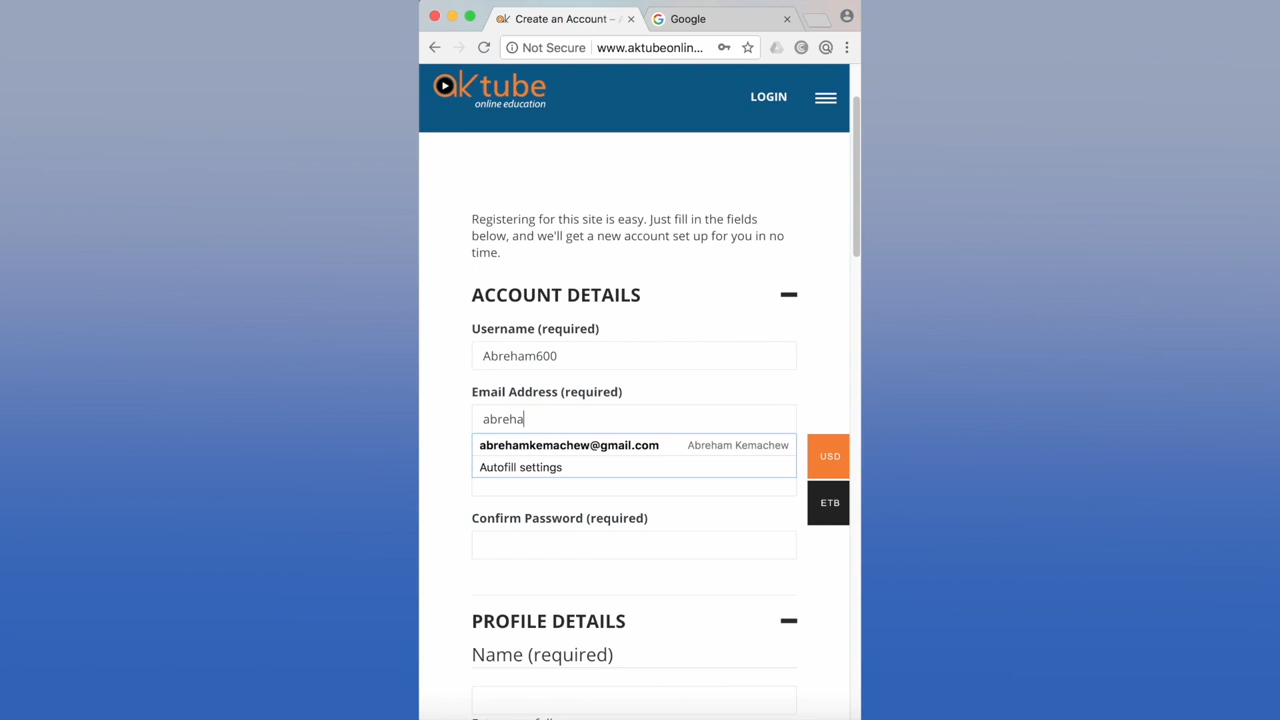 Create an Account –
Google
Not Secure
www.aktubeonlin...
aktube
online education
LOGIN
Registering for this site is easy. Just fill in the fields
below, and we'll get a new account set up for you in no
time.
ACCOUNT DETAILS
Username (required)
Abreham600
Email Address (required)
abreha
abrehamkemachew@gmail.com Abreham Kemachew
Autofill settings
USD
ETB
Confirm Password (required)
PROFILE DETAILS
Name (required)